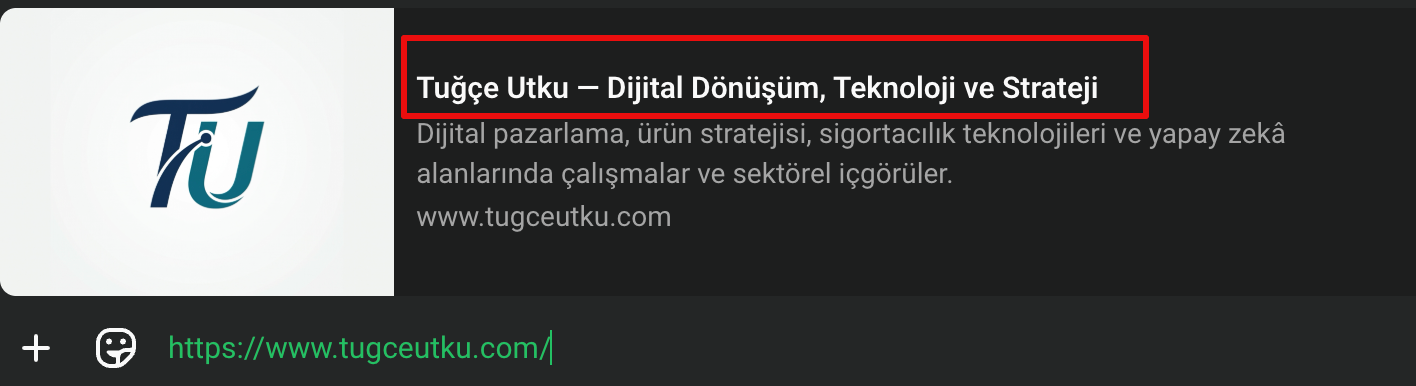 TU
Tuğçe Utku — Dijital Dönüşüm, Teknoloji ve Strateji
Dijital pazarlama, ürün stratejisi, sigortacılık teknolojileri ve yapay zekâ
alanlarında çalışmalar ve sektörel içgörüler.
www.tugceutku.com
https://www.tugceutku.com/